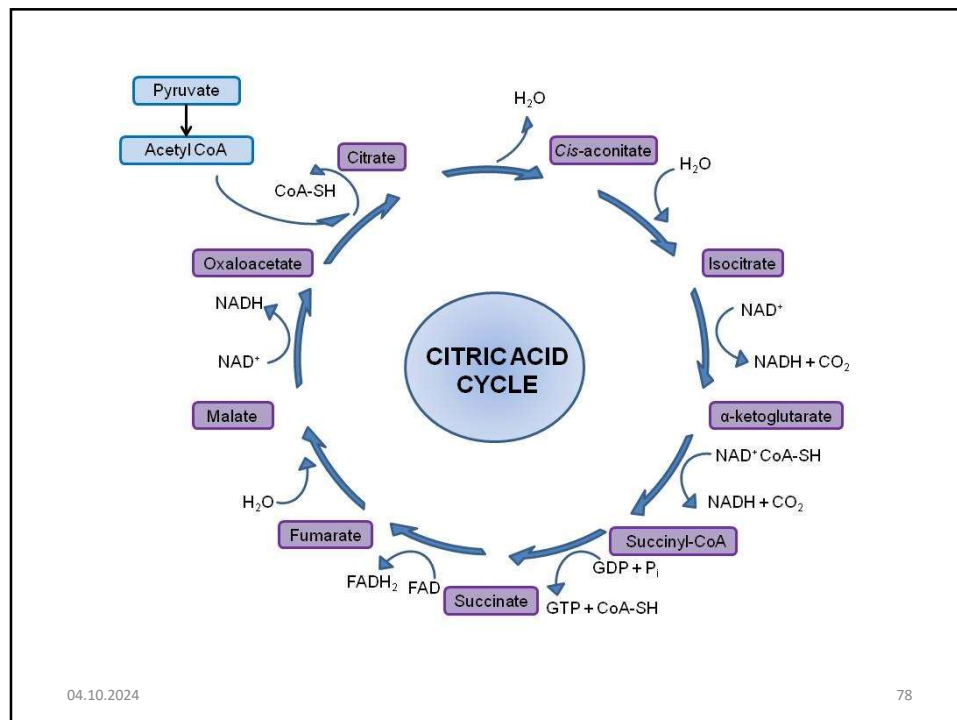 Pyruvate
Acetyl CoA
CoA-SH
Citrate
H₂O
Cis-aconitate
H₂O
Isocitrate
NAD⁺
NADH + CO₂
α-ketoglutarate
NAD⁺ CoA-SH
NADH + CO₂
Succinyl-CoA
GDP + Pᵢ
GTP + CoA-SH
Succinate
FAD
FADH₂
Fumarate
H₂O
Malate
NAD⁺
NADH
Oxaloacetate
CITRIC ACID
CYCLE
04.10.2024
78